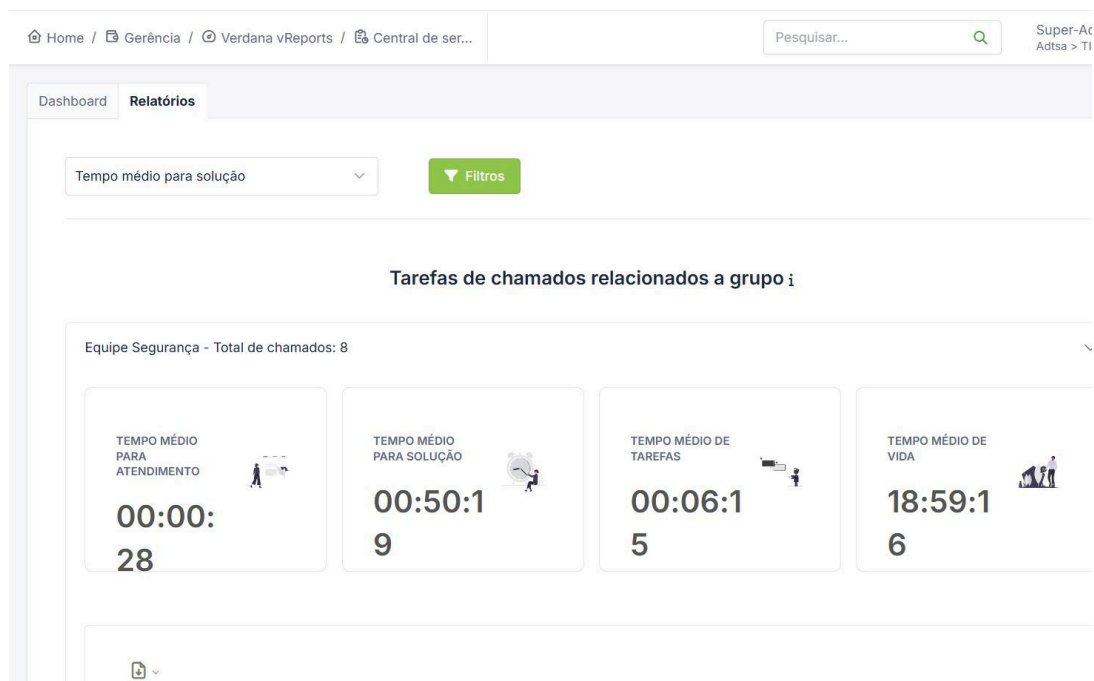 Home / Gerência / Verdana vReports / Central de ser...
Pesquisar...
Super-Ad
Adtsa > TI
Dashboard
Relatórios
Tempo médio para solução
Filtros
Tarefas de chamados relacionados a grupo i
Equipe Segurança - Total de chamados: 8
TEMPO MÉDIO
PARA
ATENDIMENTO
00:00:
28
TEMPO MÉDIO
PARA SOLUÇÃO
00:50:1
9
TEMPO MÉDIO DE
TAREFAS
00:06:1
5
TEMPO MÉDIO DE
VIDA
18:59:1
6